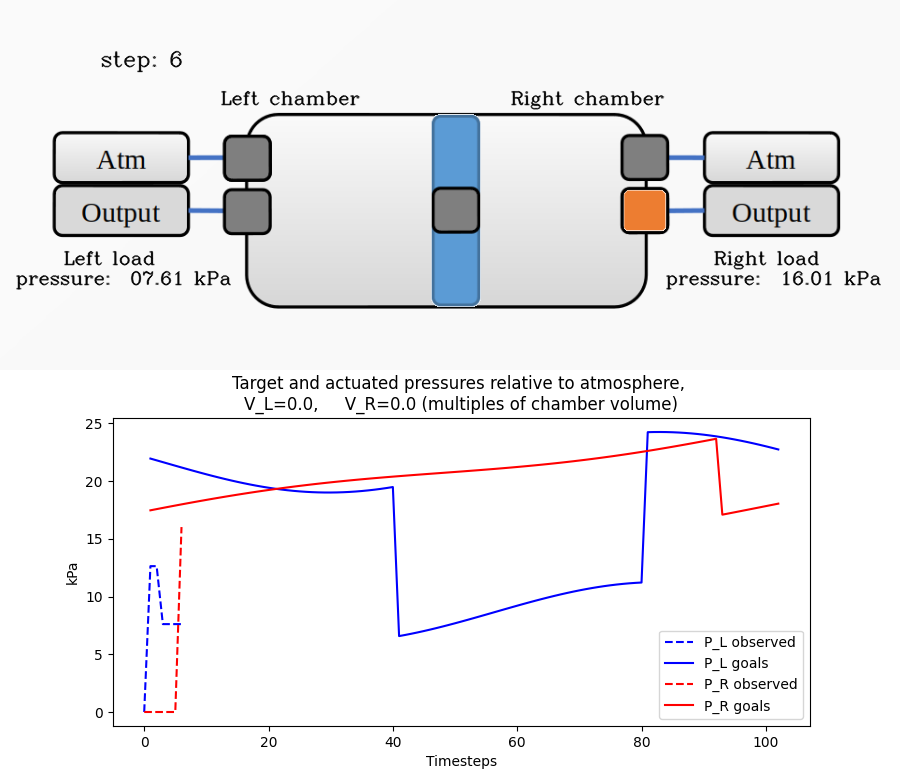 step: 6
Left chamber
Right chamber
Atm
Atm
Output
Output
Left load
pressure: 07.61 kPa
Right load
pressure: 16.01 kPa
Target and actuated pressures relative to atmosphere,
V_L=0.0, V_R=0.0 (multiples of chamber volume)
25
20
15
10
5
0
kPa
0 20 40 60 80 100
Timesteps
P_L observed
P_L goals
P_R observed
P_R goals